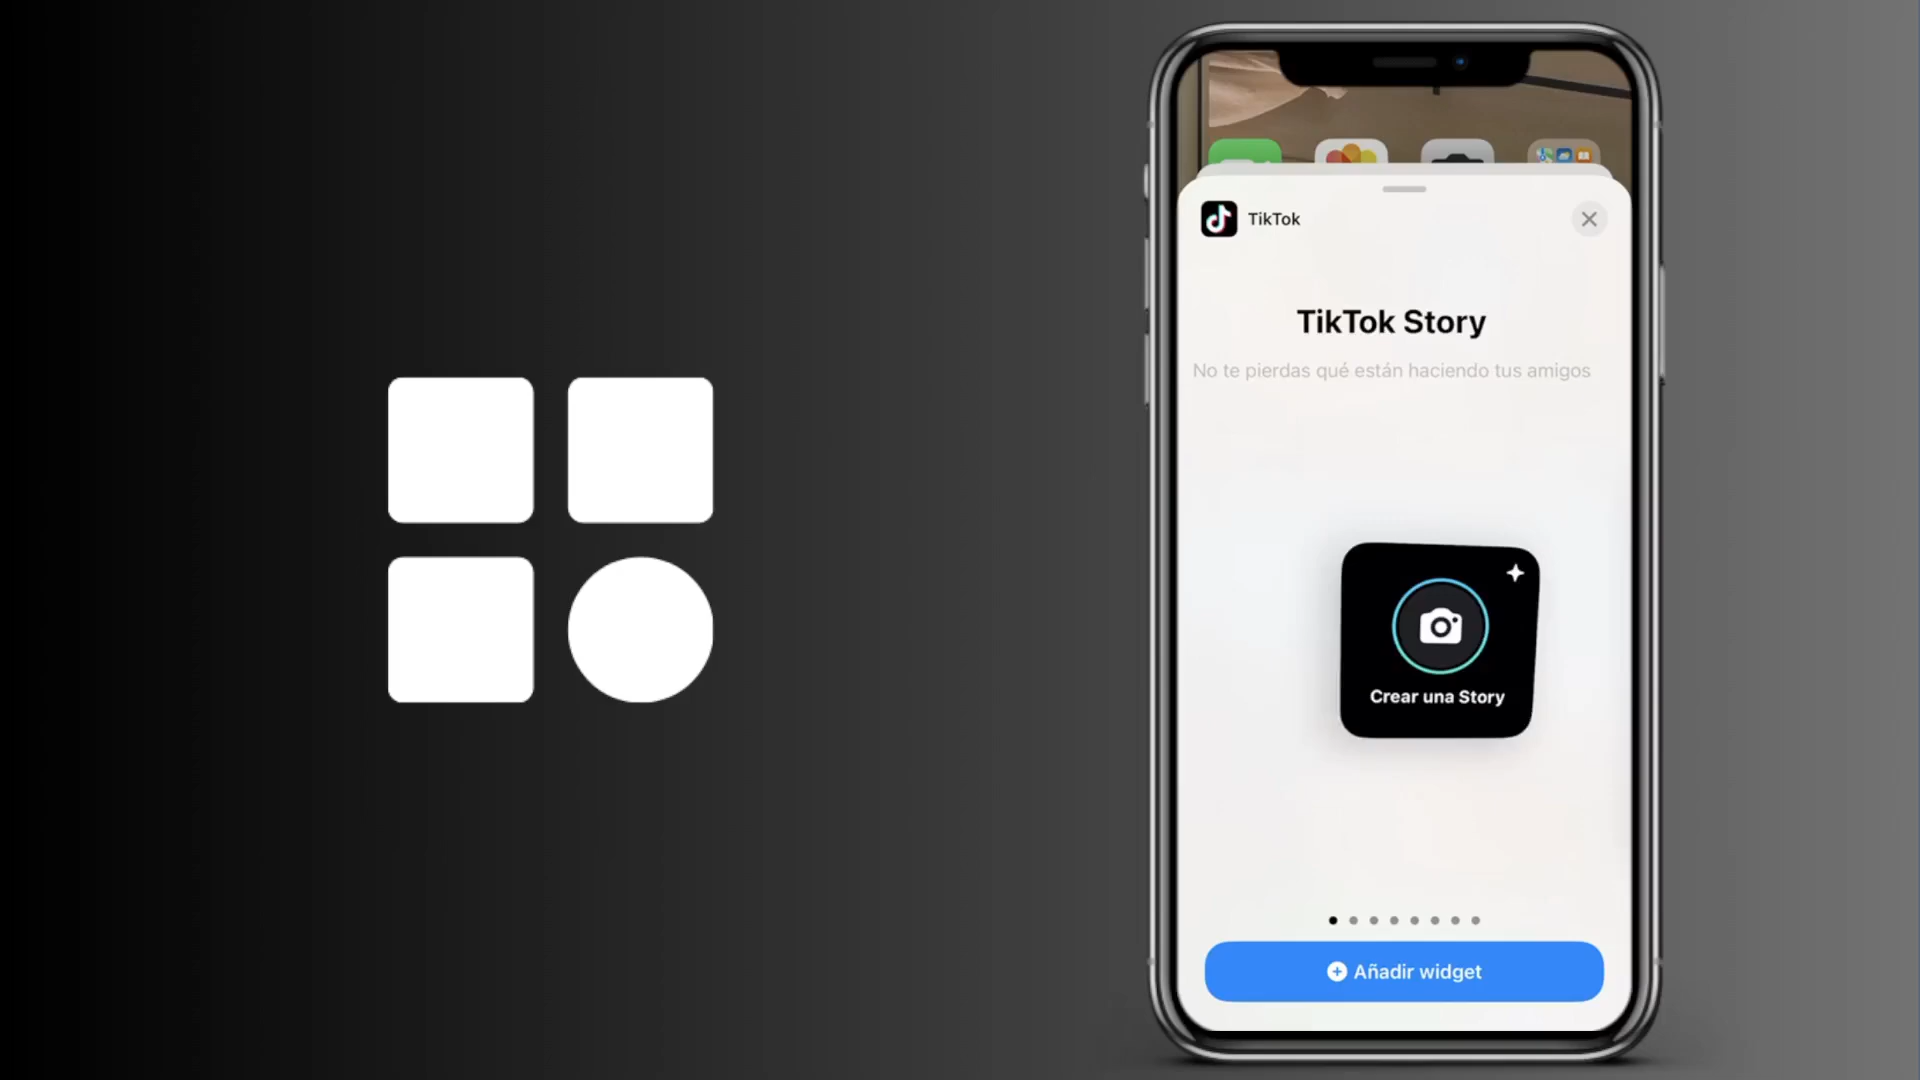 TikTok
TikTok Story
No te pierdas qué están haciendo tus amigos
Crear una Story
Añadir widget